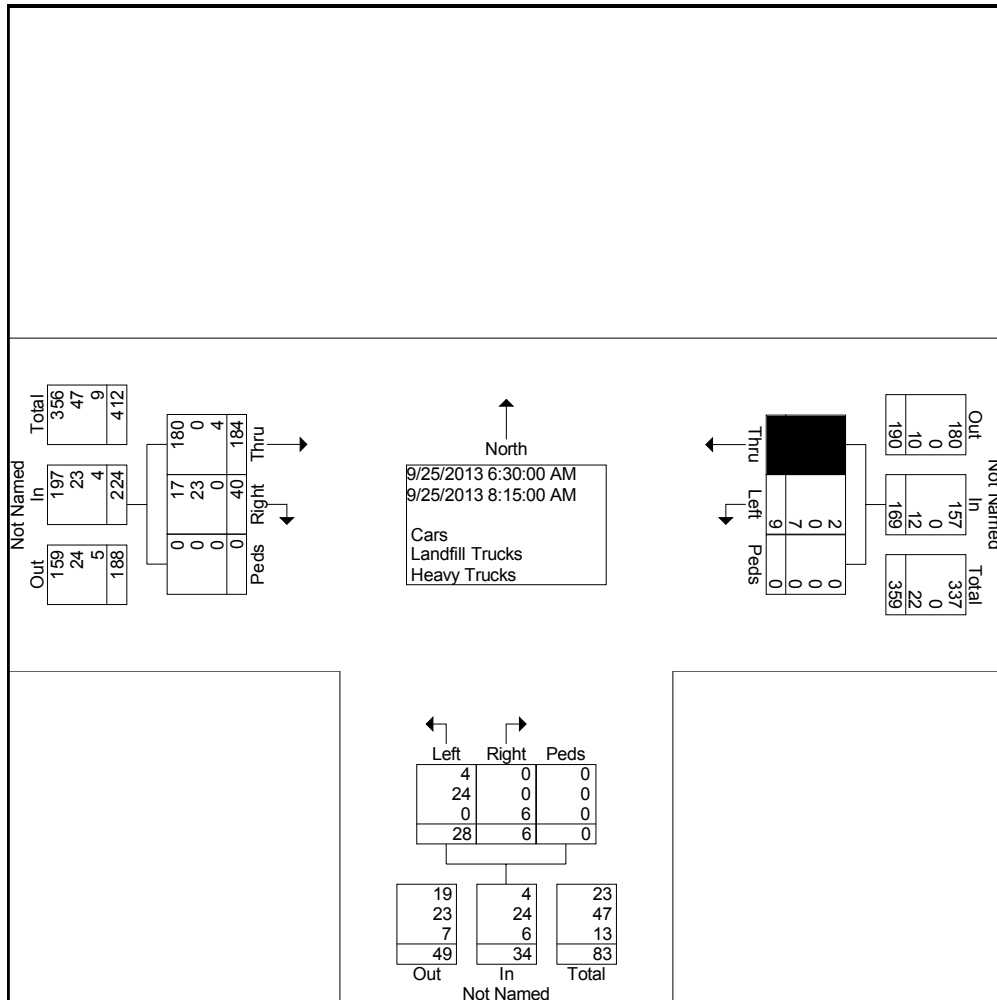 Total
356
47
9
412
In
197
23
4
224
Out
159
24
5
188
Not Named
Thru
180
0
4
184
Right
17
23
0
40
Peds
0
0
0
0
North
9/25/2013 6:30:00 AM
9/25/2013 8:15:00 AM
Cars
Landfill Trucks
Heavy Trucks
Thru
Left
2
0
7
9
Peds
0
0
0
0
Out
180
0
10
190
In
157
0
12
169
Total
337
0
22
359
Not Named
Left Right Peds
4 0 0
24 0 0
0 6 0
28 6 0
19 4 23
23 24 47
7 6 13
49 34 83
Out In Total
Not Named